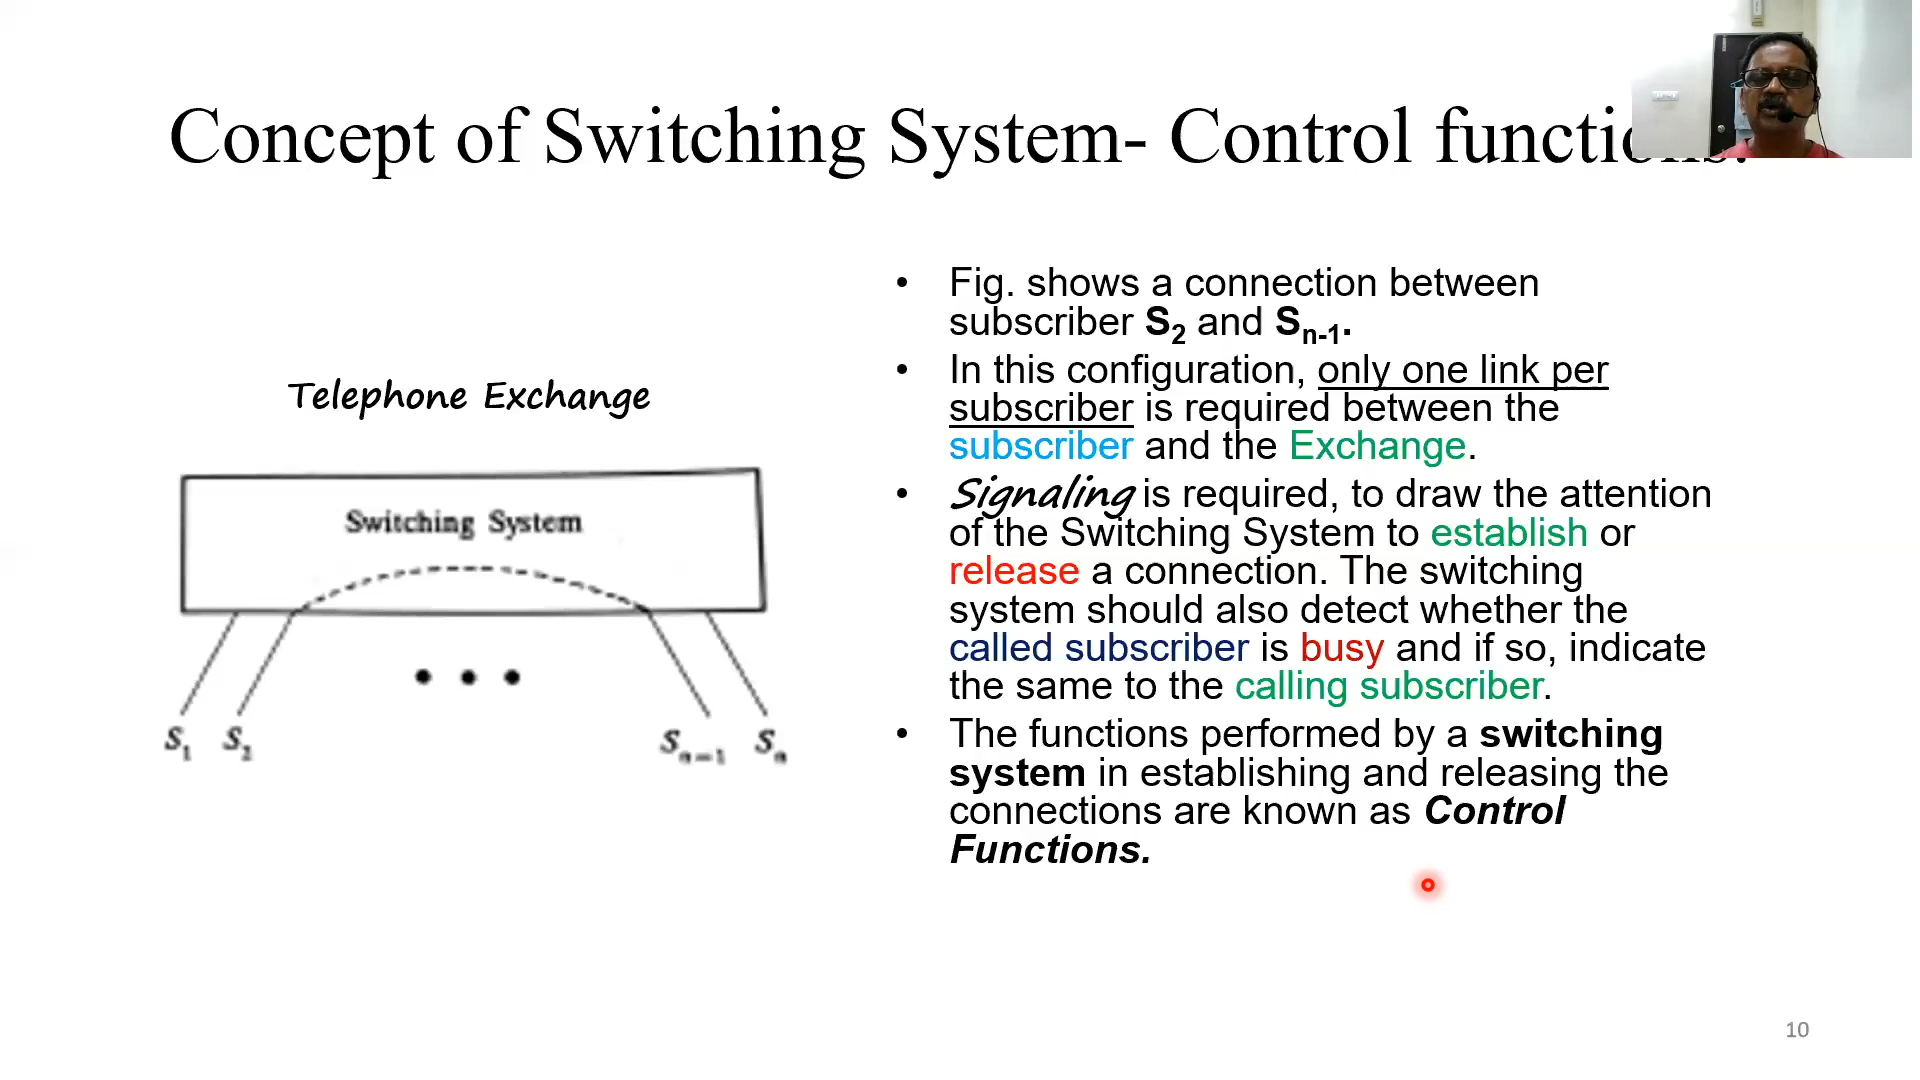 Concept of Switching System- Control functions.
• Fig. shows a connection between
subscriber S2 and Sn-1.
• In this configuration, only one link per
subscriber is required between the
subscriber and the Exchange.
• Signaling is required, to draw the attention
of the Switching System to establish or
release a connection. The switching
system should also detect whether the
called subscriber is busy and if so, indicate
the same to the calling subscriber.
• The functions performed by a switching
system in establishing and releasing the
connections are known as Control
Functions.
Telephone Exchange
Switching System
S1 S2 Sn-1 Sn
10